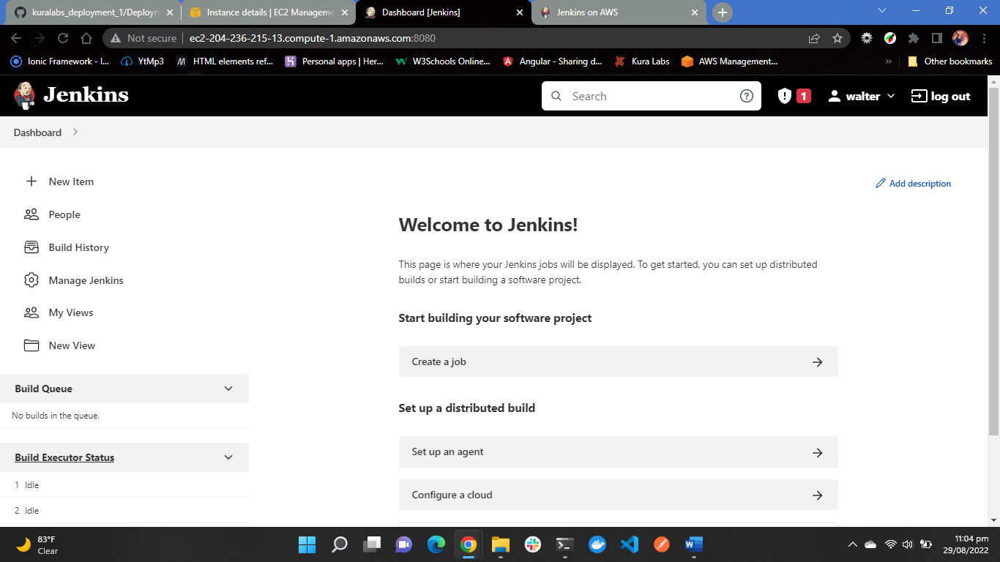 kuralabs_deployment_1/Deploym
Instance details | EC2 Manageme
Dashboard [Jenkins]
Jenkins on AWS
Not secure
ec2-204-236-215-13.compute-1.amazonaws.com:8080
Ionic Framework - I...
YtMp3
HTML elements ref...
Personal apps | Her...
W3Schools Online...
Angular - Sharing d...
Kura Labs
AWS Management...
»
Other bookmarks
Jenkins
Search
1
walter
log out
Dashboard
New Item
People
Build History
Manage Jenkins
My Views
New View
Add description
Welcome to Jenkins!
This page is where your Jenkins jobs will be displayed. To get started, you can set up distributed
builds or start building a software project.
Start building your software project
Create a job
Set up a distributed build
Set up an agent
Configure a cloud
Build Queue
No builds in the queue.
Build Executor Status
1 Idle
2 Idle
83°F
Clear
11:04 pm
29/08/2022